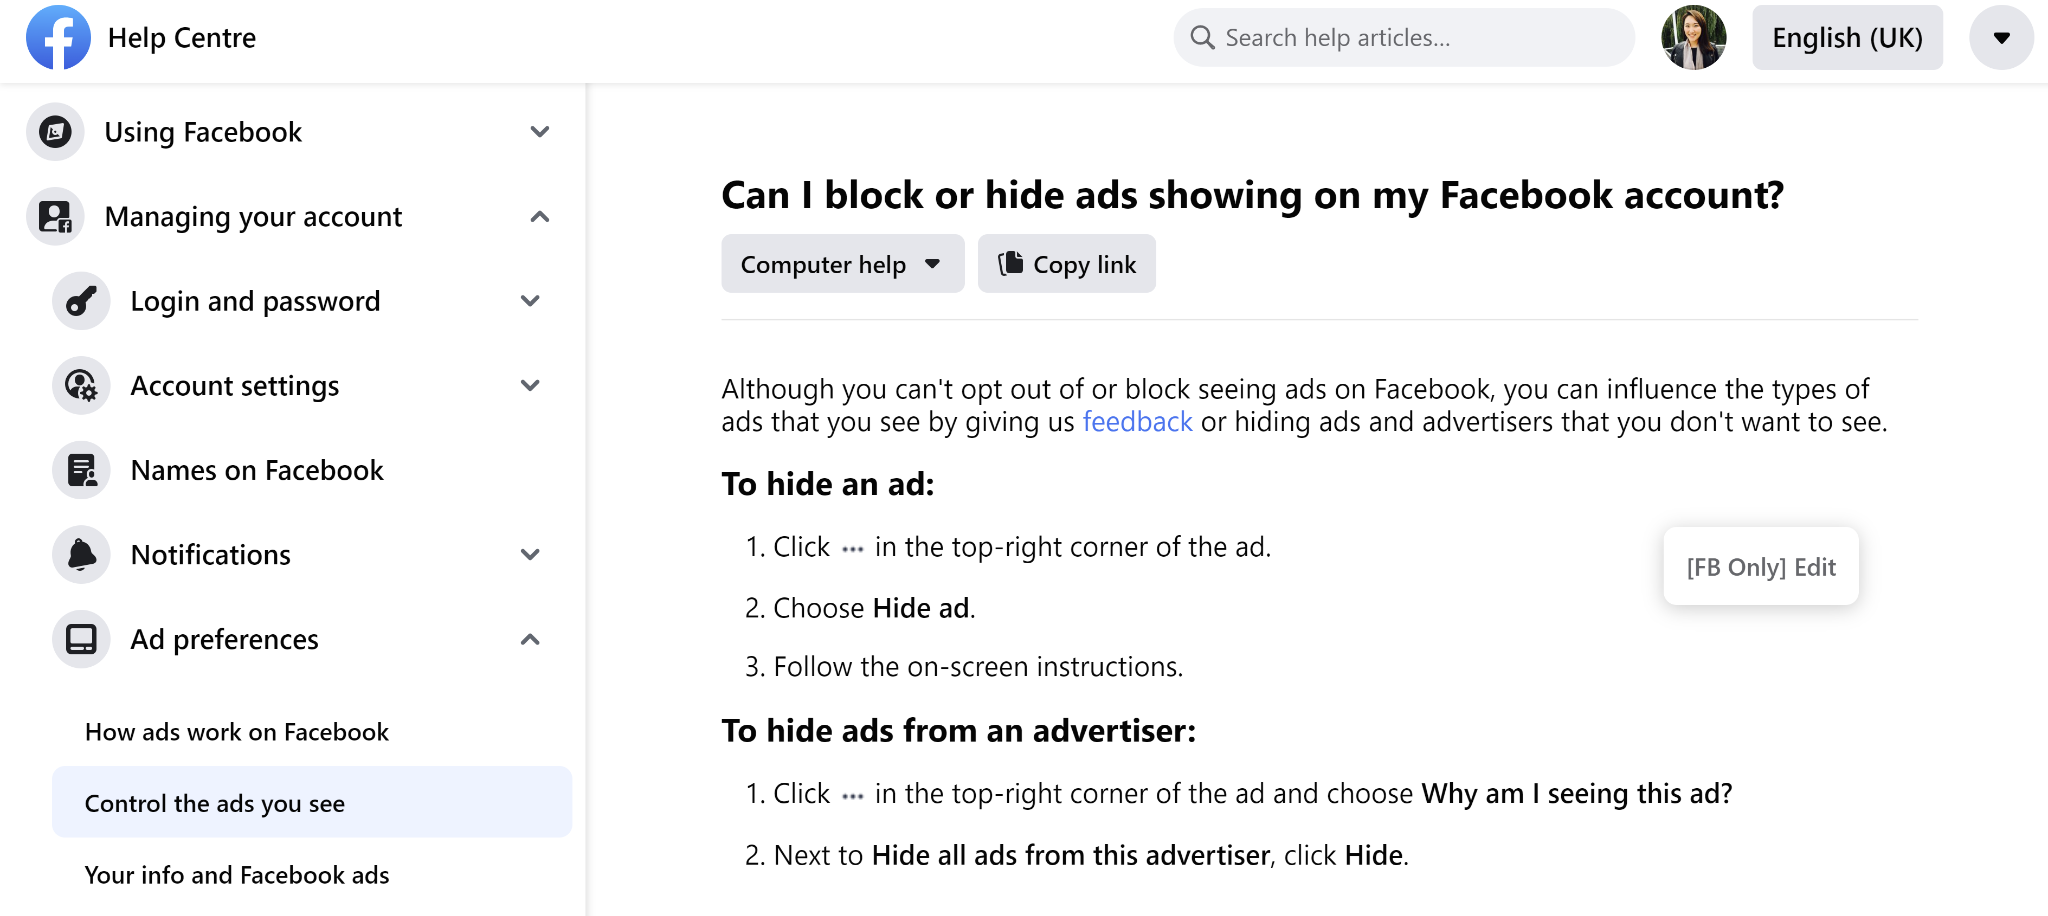 Help Centre
Search help articles...
English (UK)
Using Facebook
Managing your account
Login and password
Account settings
Names on Facebook
Notifications
Ad preferences
How ads work on Facebook
Control the ads you see
Your info and Facebook ads
Can I block or hide ads showing on my Facebook account?
Computer help
Copy link
Although you can't opt out of or block seeing ads on Facebook, you can influence the types of
ads that you see by giving us feedback or hiding ads and advertisers that you don't want to see.
To hide an ad:
1. Click ••• in the top-right corner of the ad.
2. Choose Hide ad.
3. Follow the on-screen instructions.
[FB Only] Edit
To hide ads from an advertiser:
1. Click ••• in the top-right corner of the ad and choose Why am I seeing this ad?
2. Next to Hide all ads from this advertiser, click Hide.